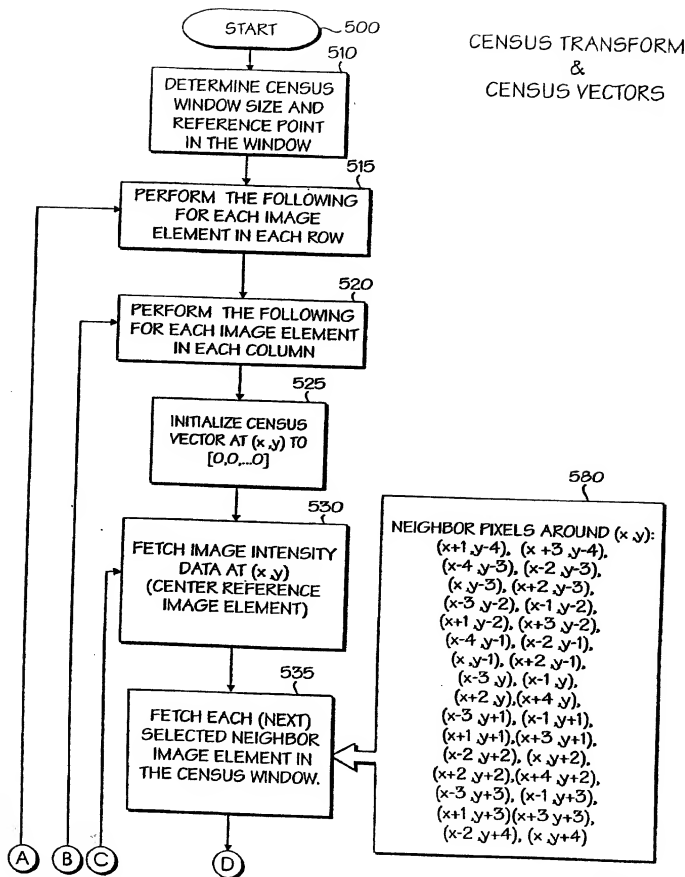 START
500
CENSUS TRANSFORM
&
CENSUS VECTORS
510
DETERMINE CENSUS
WINDOW SIZE AND
REFERENCE POINT
IN THE WINDOW
515
PERFORM THE FOLLOWING
FOR EACH IMAGE
ELEMENT IN EACH ROW
520
PERFORM THE FOLLOWING
FOR EACH IMAGE ELEMENT
IN EACH COLUMN
525
INITIALIZE CENSUS
VECTOR AT (x,y) TO
[0,0,...0]
530
FETCH IMAGE INTENSITY
DATA AT (x,y)
(CENTER REFERENCE
IMAGE ELEMENT)
535
FETCH EACH (NEXT)
SELECTED NEIGHBOR
IMAGE ELEMENT IN
THE CENSUS WINDOW.
580
NEIGHBOR PIXELS AROUND (x,y):
(x+1,y-4), (x+3,y-4),
(x-4,y-3), (x-2,y-3),
(x,y-3), (x+2,y-3),
(x-3,y-2), (x-1,y-2),
(x+1,y-2), (x+3,y-2),
(x-4,y-1), (x-2,y-1),
(x,y-1), (x+2,y-1),
(x-3,y), (x-1,y),
(x+2,y),(x+4,y),
(x-3,y+1), (x-1,y+1),
(x+1,y+1),(x+3,y+1),
(x-2,y+2), (x,y+2),
(x+2,y+2),(x+4,y+2),
(x-3,y+3), (x-1,y+3),
(x+1,y+3)(x+3,y+3),
(x-2,y+4), (x,y+4)
A B C D